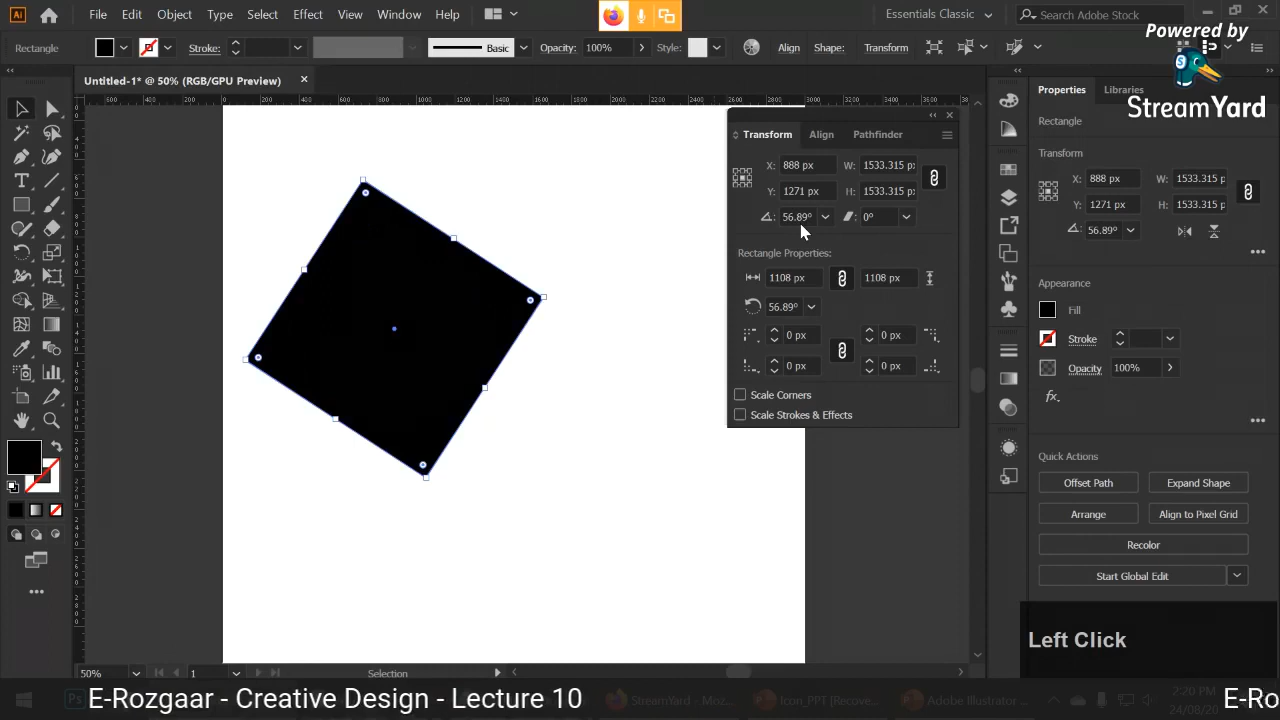 Ai File Edit Object Type Select Effect View Window Help Essentials Classic Search Adobe Stock
Powered by
StreamYard
Rectangle Stroke: Basic Opacity: 100% Style: Align Shape: Transform
Untitled-1* @ 50% (RGB/GPU Preview)
Properties Libraries
Rectangle
Transform
X: 888 px W: 1533.315 p
Y: 1271 px H: 1533.315 p
56.89°
Appearance
Fill
Stroke
Opacity 100%
fx.
Quick Actions
Offset Path Expand Shape
Arrange Align to Pixel Grid
Recolor
Start Global Edit
Transform Align Pathfinder
X: 888 px W: 1533.315 p
Y: 1271 px H: 1533.315 p
56.89° 0°
Rectangle Properties:
1108 px 1108 px
56.89°
0 px 0 px
0 px 0 px
Scale Corners
Scale Strokes & Effects
Left Click
50% 1 Selection
E-Rozgaar - Creative Design - Lecture 10 E-Ro
Ps StreamYard - Moz... Icon_PPT [Recove... Adobe Illustrator ... 2:20 PM
24/08/20